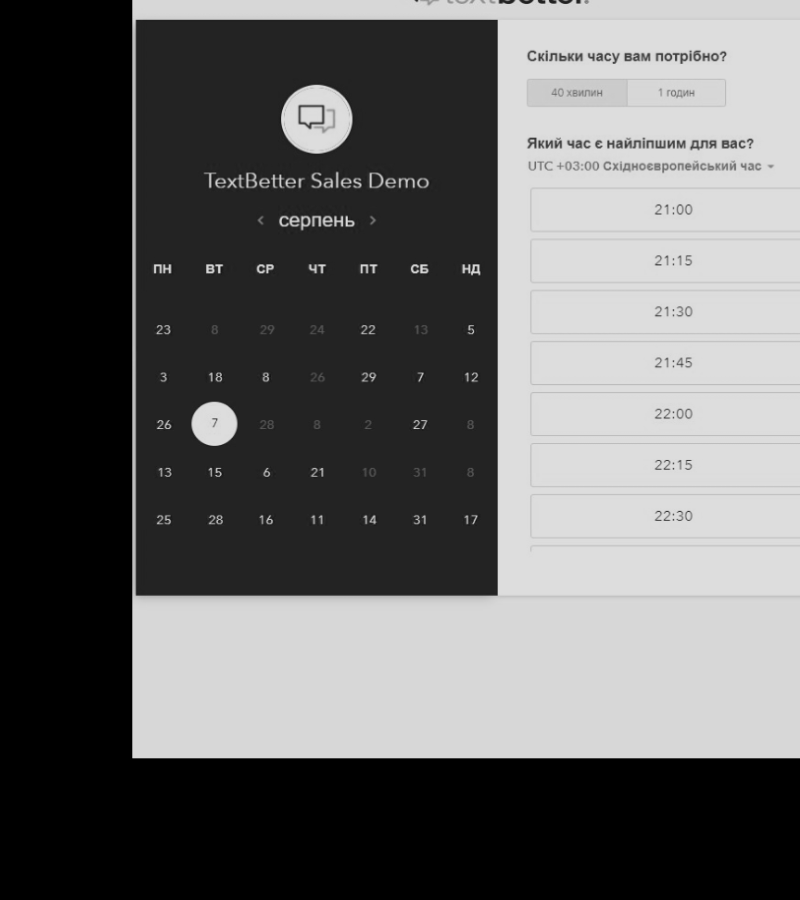 textbetter.
TextBetter Sales Demo
‹ серпень ›
ПН ВТ СР ЧТ ПТ СБ НД
23 8 29 24 22 13 5
3 18 8 26 29 7 12
26 7 28 8 2 27 8
13 15 6 21 10 31 8
25 28 16 11 14 31 17
Скільки часу вам потрібно?
40 хвилин 1 годин
Який час є найліпшим для вас?
UTC +03:00 Східноєвропейський час
21:00
21:15
21:30
21:45
22:00
22:15
22:30